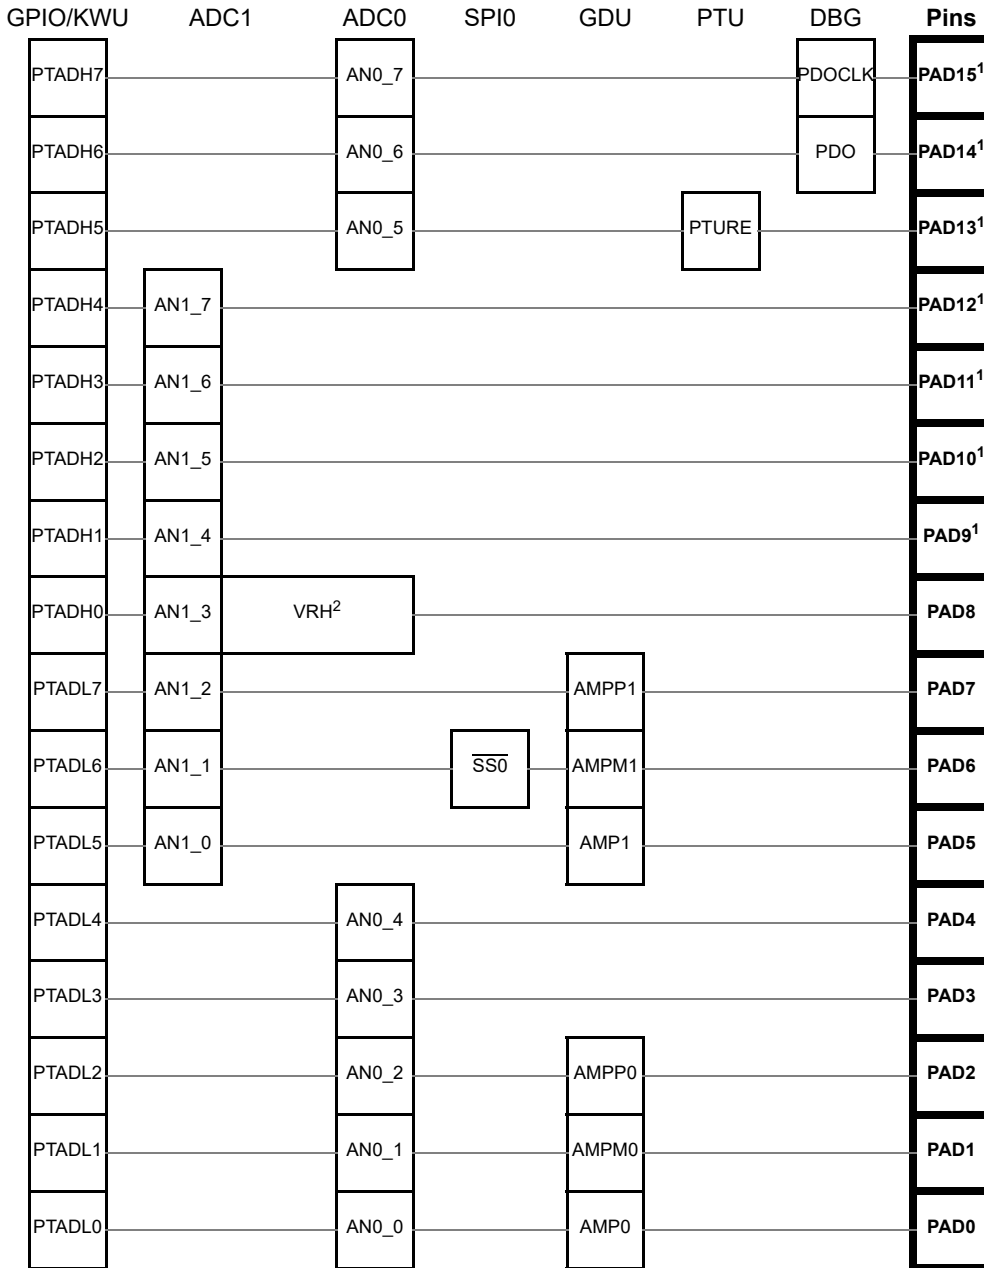 GPIO/KWU ADC1 ADC0 SPI0 GDU PTU DBG Pins
PTADH7 AN0_7 PDOCLK PAD15¹
PTADH6 AN0_6 PDO PAD14¹
PTADH5 AN0_5 PTURE PAD13¹
PTADH4 AN1_7 PAD12¹
PTADH3 AN1_6 PAD11¹
PTADH2 AN1_5 PAD10¹
PTADH1 AN1_4 PAD9¹
PTADH0 AN1_3 VRH² PAD8
PTADL7 AN1_2 AMPP1 PAD7
PTADL6 AN1_1 S̅S̅0̅ AMPM1 PAD6
PTADL5 AN1_0 AMP1 PAD5
PTADL4 AN0_4 PAD4
PTADL3 AN0_3 PAD3
PTADL2 AN0_2 AMPP0 PAD2
PTADL1 AN0_1 AMPM0 PAD1
PTADL0 AN0_0 AMP0 PAD0